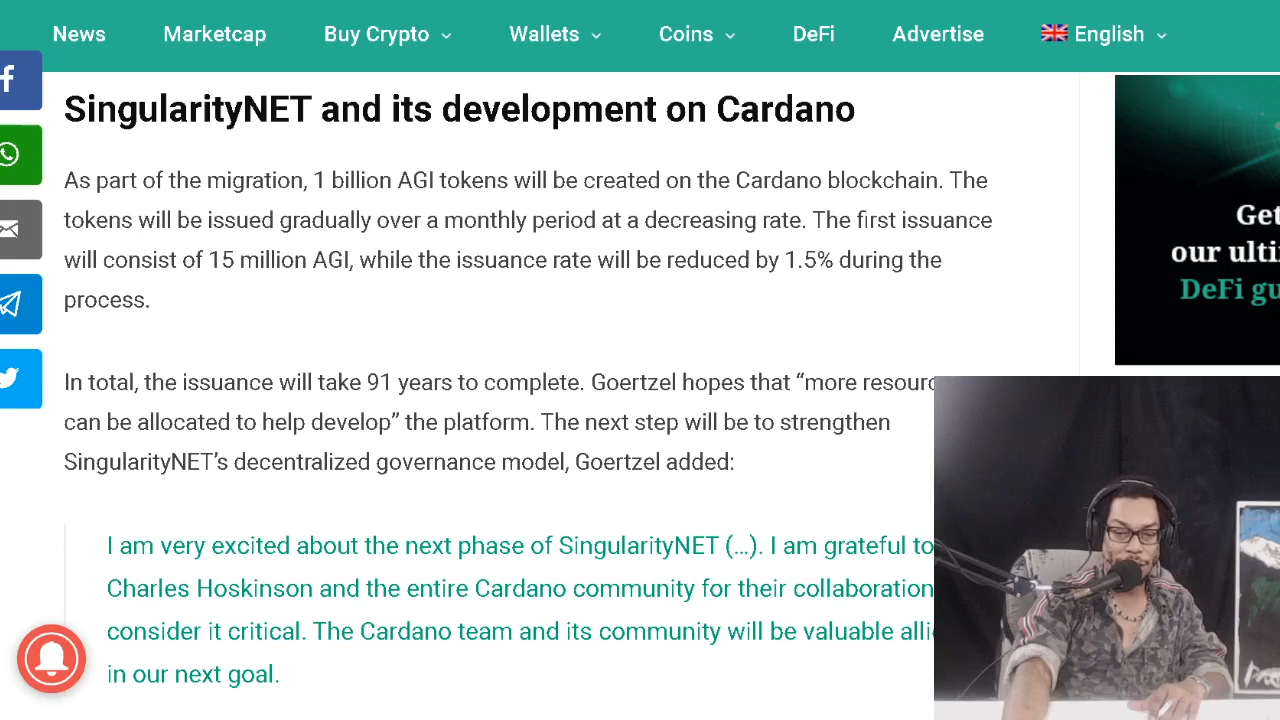 News Marketcap Buy Crypto Wallets Coins DeFi Advertise English
SingularityNET and its development on Cardano
As part of the migration, 1 billion AGI tokens will be created on the Cardano blockchain. The
tokens will be issued gradually over a monthly period at a decreasing rate. The first issuance
will consist of 15 million AGI, while the issuance rate will be reduced by 1.5% during the
process.
In total, the issuance will take 91 years to complete. Goertzel hopes that “more
can be allocated to help develop” the platform. The next step will be to strengthen
SingularityNET’s decentralized governance model, Goertzel added:
I am very excited about the next phase of SingularityNET (...). I am grateful to
Charles Hoskinson and the entire Cardano community for their collaboration
consider it critical. The Cardano team and its community will be valuable
in our next goal.
Get
our
DeFi